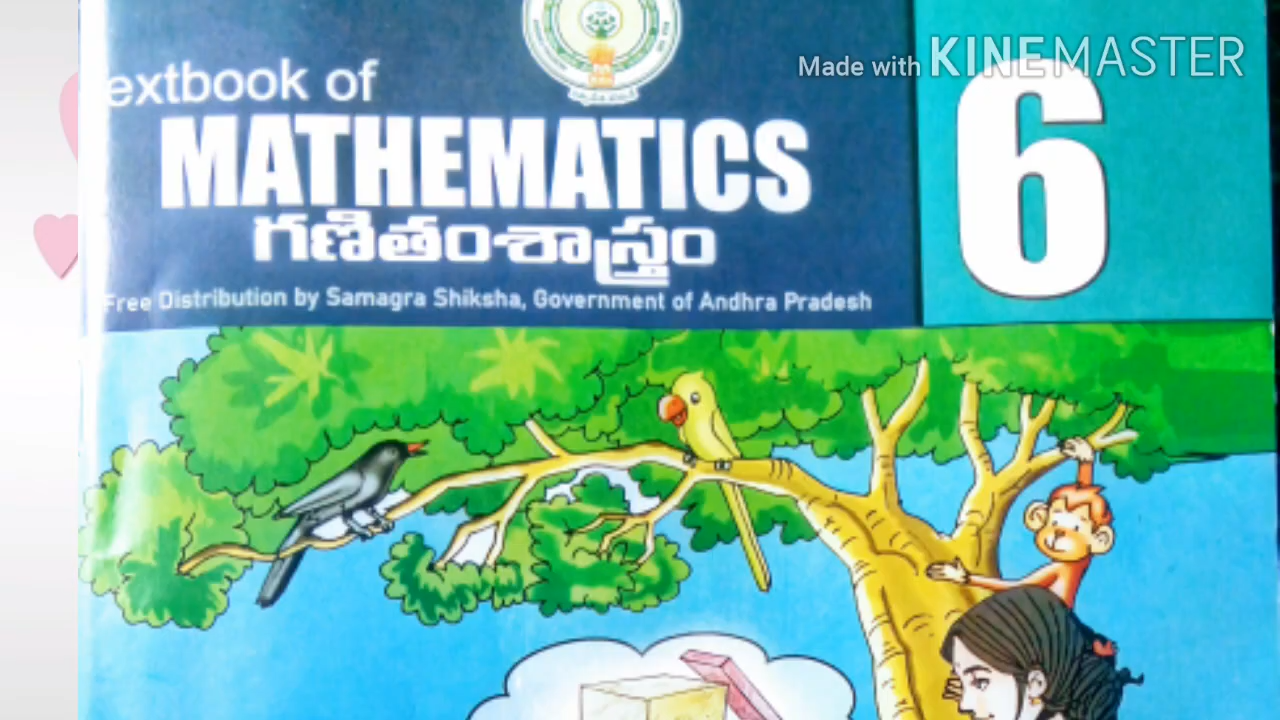 Made with KINEMASTER
extbook of
MATHEMATICS
6
గణితంశాస్త్రం
Free Distribution by Samagra Shiksha, Government of Andhra Pradesh